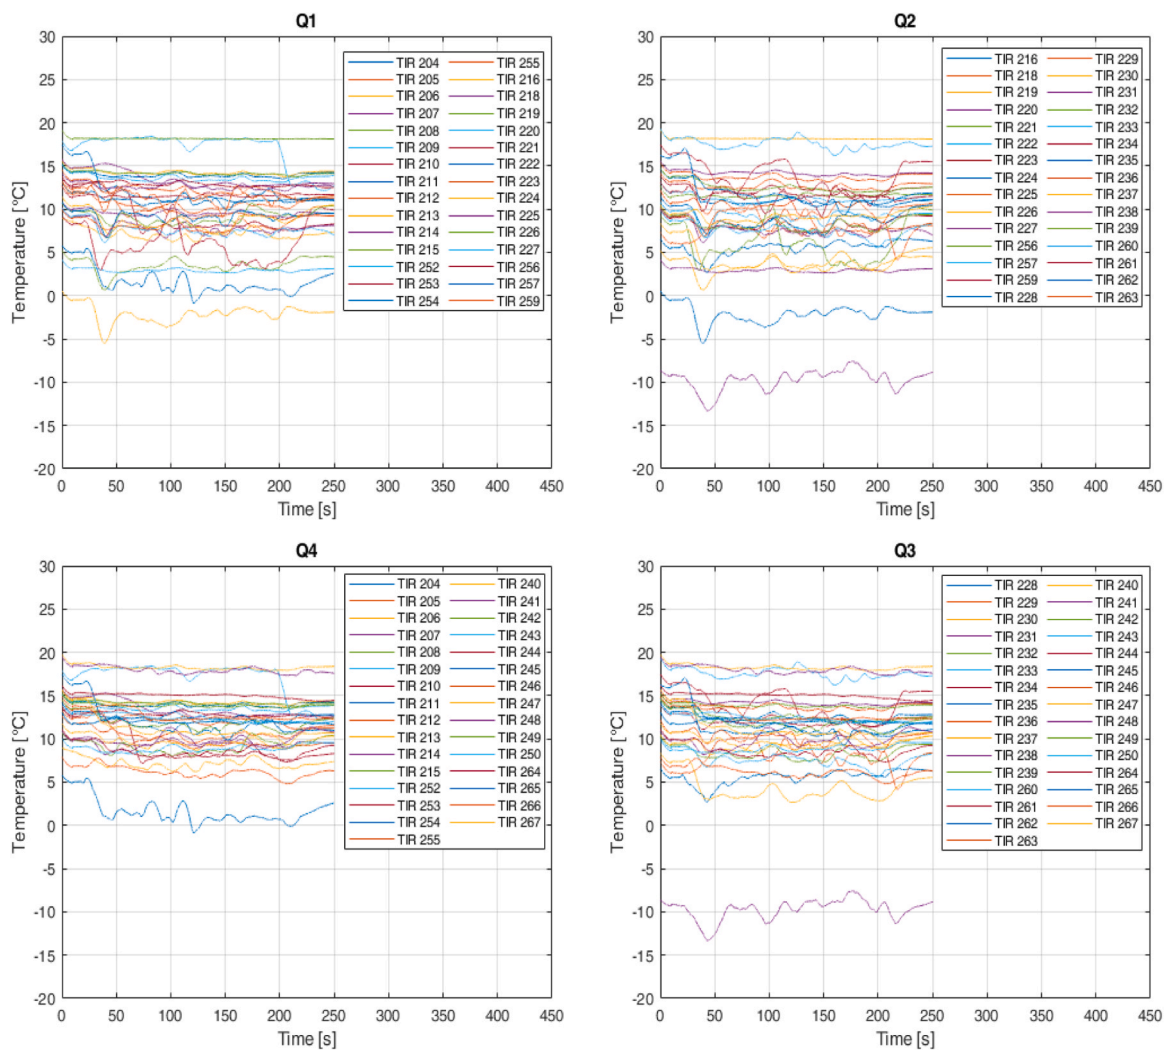 Q1
30
25
20
15
10
5
0
-5
-10
-15
-20
Temperature [°C]
0 50 100 150 200 250 300 350 400 450
Time [s]
TIR 204 TIR 255
TIR 205 TIR 216
TIR 206 TIR 218
TIR 207 TIR 219
TIR 208 TIR 220
TIR 209 TIR 221
TIR 210 TIR 222
TIR 211 TIR 223
TIR 212 TIR 224
TIR 213 TIR 225
TIR 214 TIR 226
TIR 215 TIR 227
TIR 252 TIR 256
TIR 253 TIR 257
TIR 254 TIR 259
Q2
30
25
20
15
10
5
0
-5
-10
-15
-20
Temperature [°C]
0 50 100 150 200 250 300 350 400 450
Time [s]
TIR 216 TIR 229
TIR 218 TIR 230
TIR 219 TIR 231
TIR 220 TIR 232
TIR 221 TIR 233
TIR 222 TIR 234
TIR 223 TIR 235
TIR 224 TIR 236
TIR 225 TIR 237
TIR 226 TIR 238
TIR 227 TIR 239
TIR 256 TIR 260
TIR 257 TIR 261
TIR 259 TIR 262
TIR 228 TIR 263
Q4
30
25
20
15
10
5
0
-5
-10
-15
-20
Temperature [°C]
0 50 100 150 200 250 300 350 400 450
Time [s]
TIR 204 TIR 240
TIR 205 TIR 241
TIR 206 TIR 242
TIR 207 TIR 243
TIR 208 TIR 244
TIR 209 TIR 245
TIR 210 TIR 246
TIR 211 TIR 247
TIR 212 TIR 248
TIR 213 TIR 249
TIR 214 TIR 250
TIR 215 TIR 264
TIR 252 TIR 265
TIR 253 TIR 266
TIR 254 TIR 267
TIR 255
Q3
30
25
20
15
10
5
0
-5
-10
-15
-20
Temperature [°C]
0 50 100 150 200 250 300 350 400 450
Time [s]
TIR 228 TIR 240
TIR 229 TIR 241
TIR 230 TIR 242
TIR 231 TIR 243
TIR 232 TIR 244
TIR 233 TIR 245
TIR 234 TIR 246
TIR 235 TIR 247
TIR 236 TIR 248
TIR 237 TIR 249
TIR 238 TIR 250
TIR 239 TIR 264
TIR 260 TIR 265
TIR 261 TIR 266
TIR 262 TIR 267
TIR 263